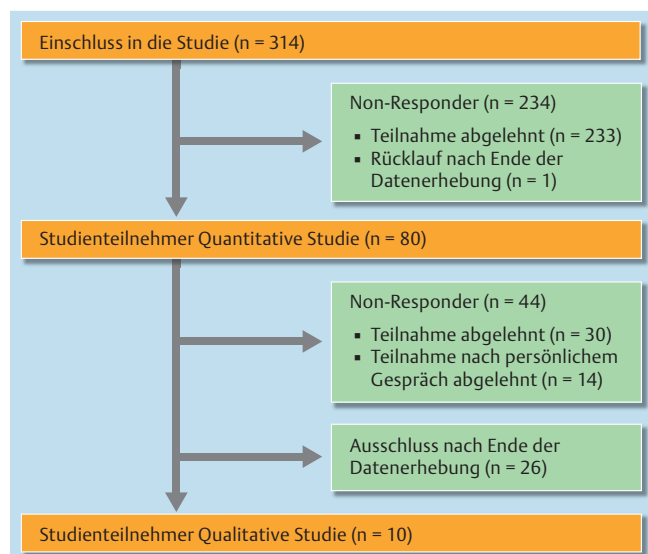 Einschluss in die Studie (n = 314)
Non-Responder (n = 234)
▪ Teilnahme abgelehnt (n = 233)
▪ Rücklauf nach Ende der
Datenerhebung (n = 1)
Studienteilnehmer Quantitative Studie (n = 80)
Non-Responder (n = 44)
▪ Teilnahme abgelehnt (n = 30)
▪ Teilnahme nach persönlichem
Gespräch abgelehnt (n = 14)
Ausschluss nach Ende der
Datenerhebung (n = 26)
Studienteilnehmer Qualitative Studie (n = 10)